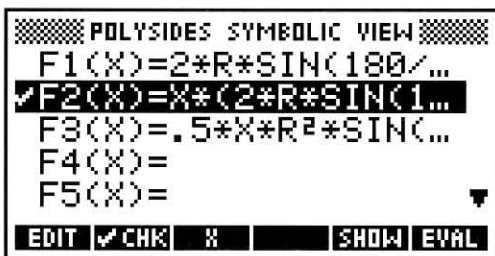 POLYSIDES SYMBOLIC VIEW
F1(X)=2*R*SIN(180/…
✓F2(X)=X*(2*R*SIN(1…
F3(X)=.5*X*R²*SIN(…
F4(X)=
F5(X)=
EDIT ✓CHK X SHOW EVAL